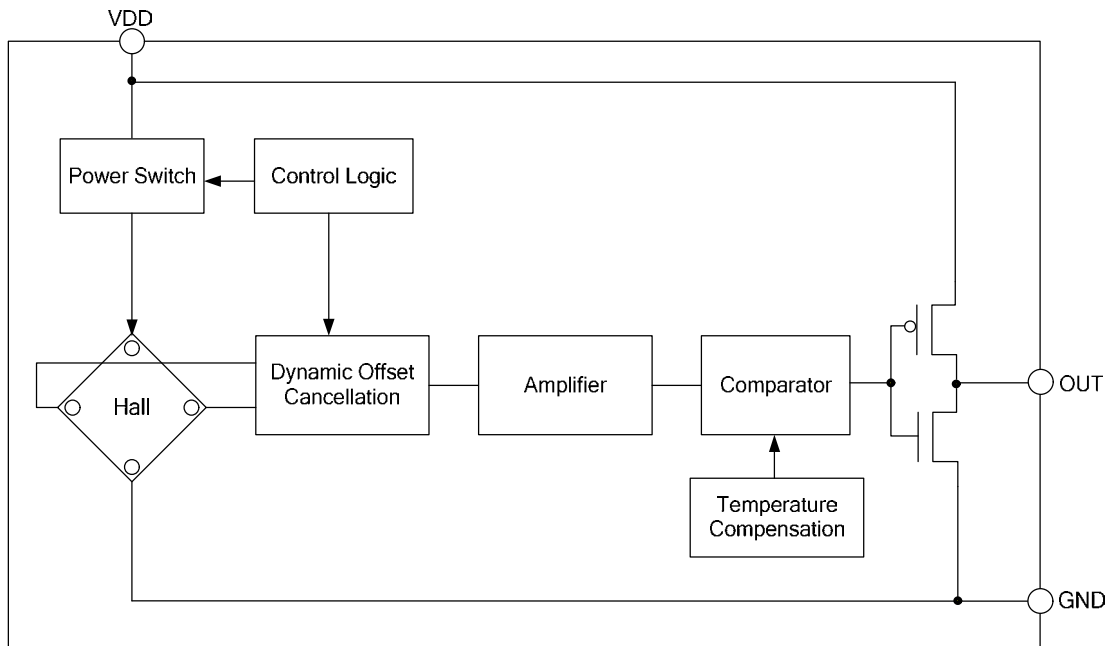 VDD
Power Switch
Control Logic
Hall
Dynamic Offset
Cancellation
Amplifier
Comparator
OUT
Temperature
Compensation
GND